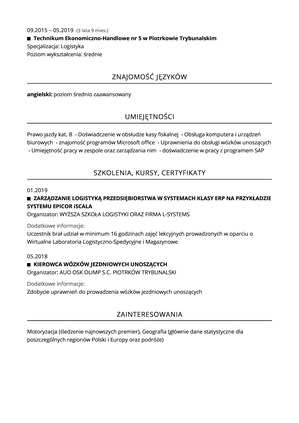 09.2015 – 05.2019 (3 lata 9 mies.)
Technikum Ekonomiczno-Handlowe nr 5 w Piotrkowie Trybunalskim
Specjalizacja: Logistyka
Poziom wykształcenia: średnie
ZNAJOMOŚĆ JĘZYKÓW
angielski: poziom średnio zaawansowany
UMIEJĘTNOŚCI
Prawo jazdy kat. B - Doświadczenie w obsłudze kasy fiskalnej - Obsługa komputera i urządzeń
biurowych - znajomość programów Microsoft office - Uprawnienia do obsługi wózków unoszących
- Umiejętność pracy w zespole oraz zarządzania nim - doświadczenie w pracy z programem SAP
SZKOLENIA, KURSY, CERTYFIKATY
01.2019
ZARZĄDZANIE LOGISTYKĄ PRZEDSIĘBIORSTWA W SYSTEMACH KLASY ERP NA PRZYKŁADZIE
SYSTEMU EPICOR ISCALA
Organizator: WYŻSZA SZKOŁA LOGISTYKI ORAZ FIRMA L-SYSTEMS
Dodatkowe informacje:
Uczestnik brał udział w minimum 16 godzinach zajęć lekcyjnych prowadzonych w oparciu o
Wirtualne Laboratoria Logistyczno-Spedycyjne i Magazynowe
05.2018
KIEROWCA WÓZKÓW JEZDNIOWYCH UNOSZĄCYCH
Organizator: AUO OSK OLIMP S.C. PIOTRKÓW TRYBUNALSKI
Dodatkowe informacje:
Zdobycie uprawnień do prowadzenia wózków jezdniowych unoszących
ZAINTERESOWANIA
Motoryzacja (śledzenie najnowszych premier), Geografia (głównie dane statystyczne dla
poszczególnych regionów Polski i Europy oraz podróże)